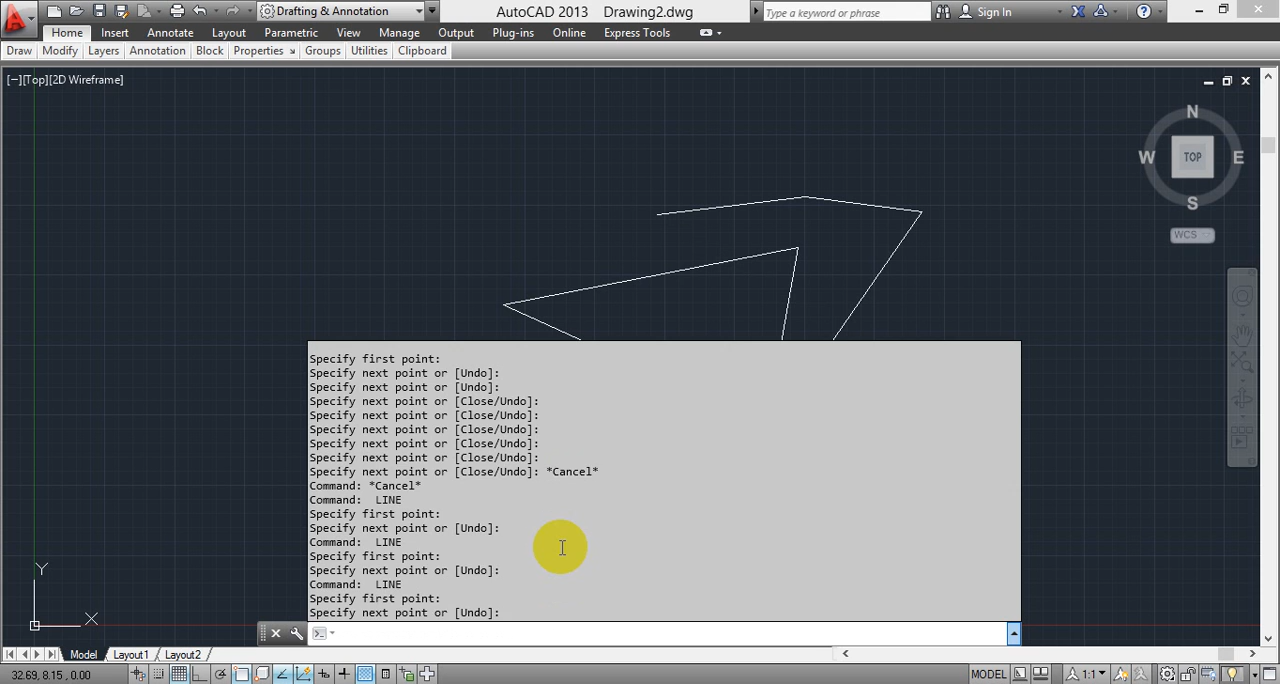 Drafting & Annotation
AutoCAD 2013 Drawing2.dwg
Type a keyword or phrase
Sign In
Home Insert Annotate Layout Parametric View Manage Output Plug-ins Online Express Tools
Draw Modify Layers Annotation Block Properties Groups Utilities Clipboard
[−][Top][2D Wireframe]
N
W TOP E
S
WCS
Specify first point:
Specify next point or [Undo]:
Specify next point or [Undo]:
Specify next point or [Close/Undo]:
Specify next point or [Close/Undo]:
Specify next point or [Close/Undo]:
Specify next point or [Close/Undo]:
Specify next point or [Close/Undo]:
Specify next point or [Close/Undo]: *Cancel*
Command: *Cancel*
Command:  LINE
Specify first point:
Specify next point or [Undo]:
Command:  LINE
Specify first point:
Specify next point or [Undo]:
Command:  LINE
Specify first point:
Specify next point or [Undo]:
Y
X
Model Layout1 Layout2
32.69, 8.15 , 0.00
MODEL
1:1